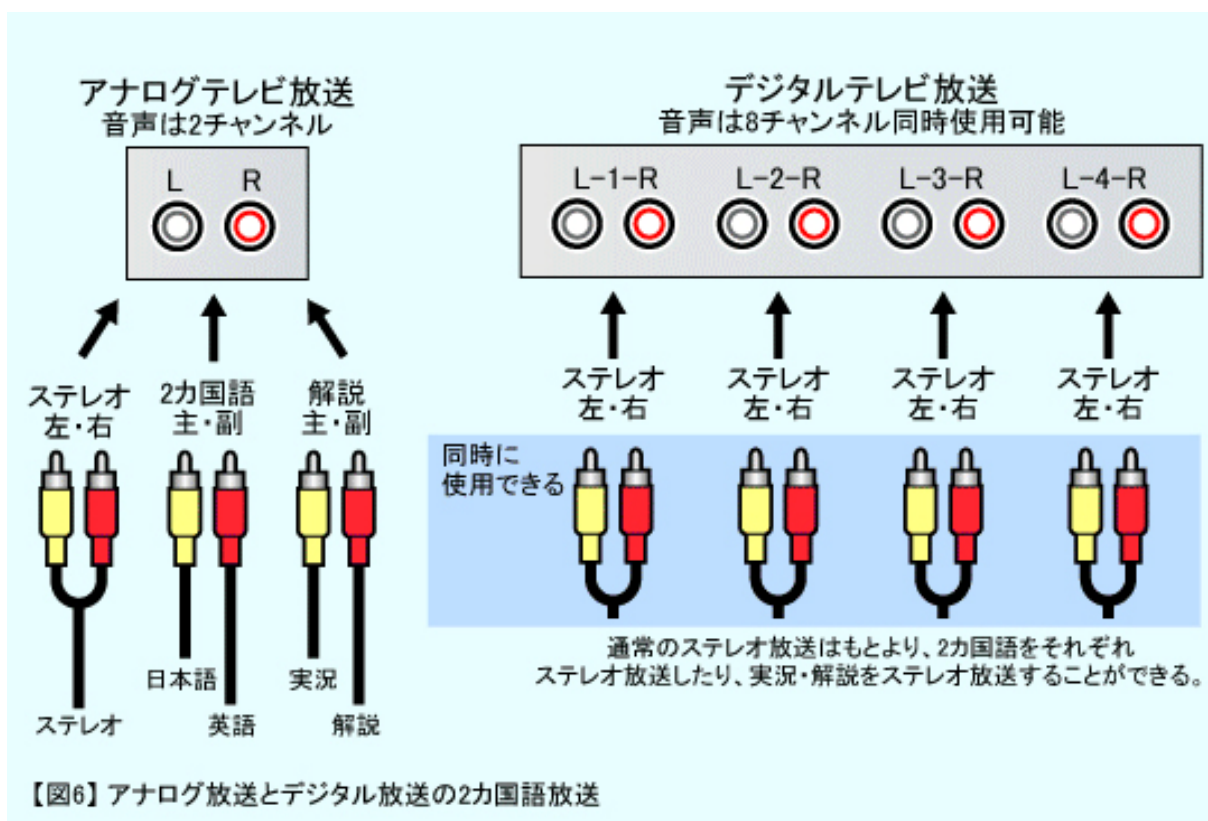 アナログテレビ放送
音声は2チャンネル
L R
ステレオ
左・右
2カ国語
主・副
解説
主・副
日本語
実況
ステレオ
英語
解説
デジタルテレビ放送
音声は8チャンネル同時使用可能
L-1-R L-2-R L-3-R L-4-R
ステレオ
左・右
ステレオ
左・右
ステレオ
左・右
ステレオ
左・右
同時に
使用できる
通常のステレオ放送はもとより、2カ国語をそれぞれ
ステレオ放送したり、実況・解説をステレオ放送することができる。
【図6】アナログ放送とデジタル放送の2カ国語放送